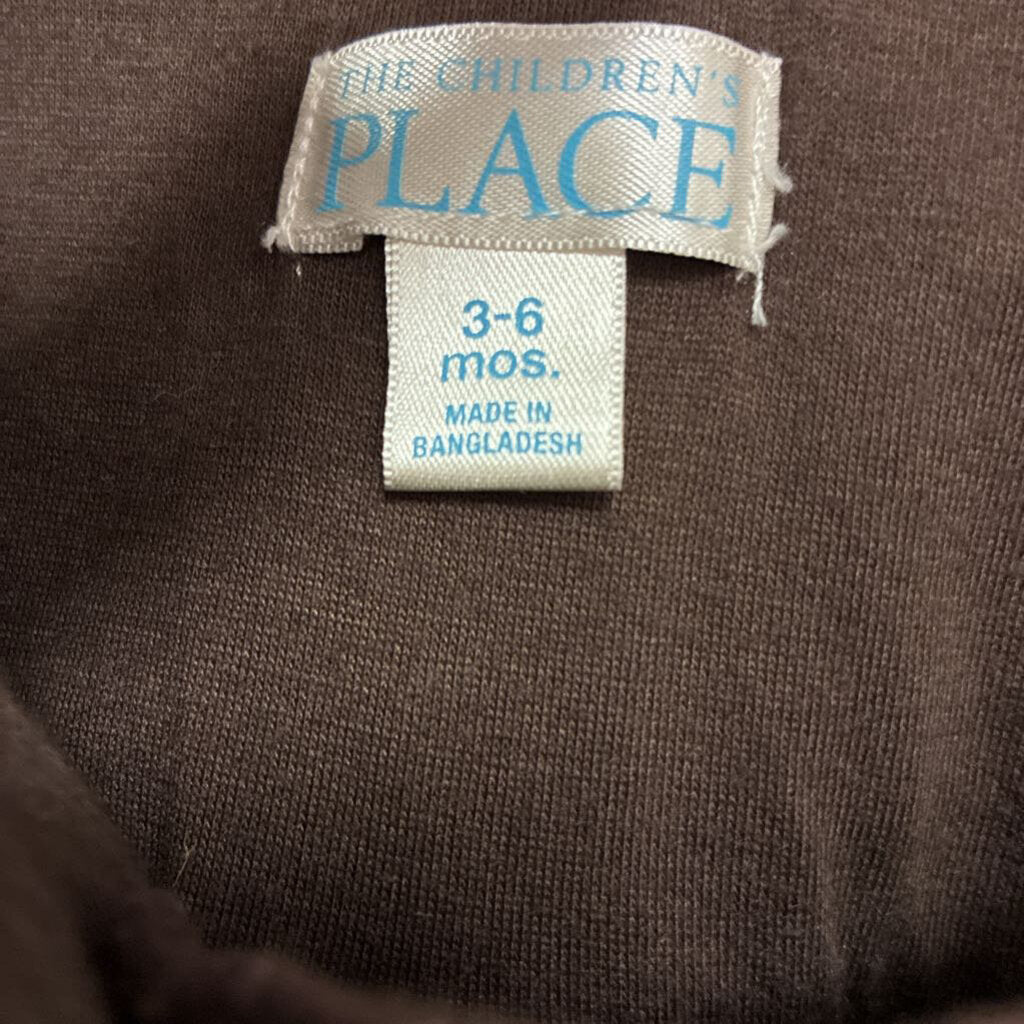 THE CHILDREN'S
PLACE
3-6
mos.
MADE IN
BANGLADESH